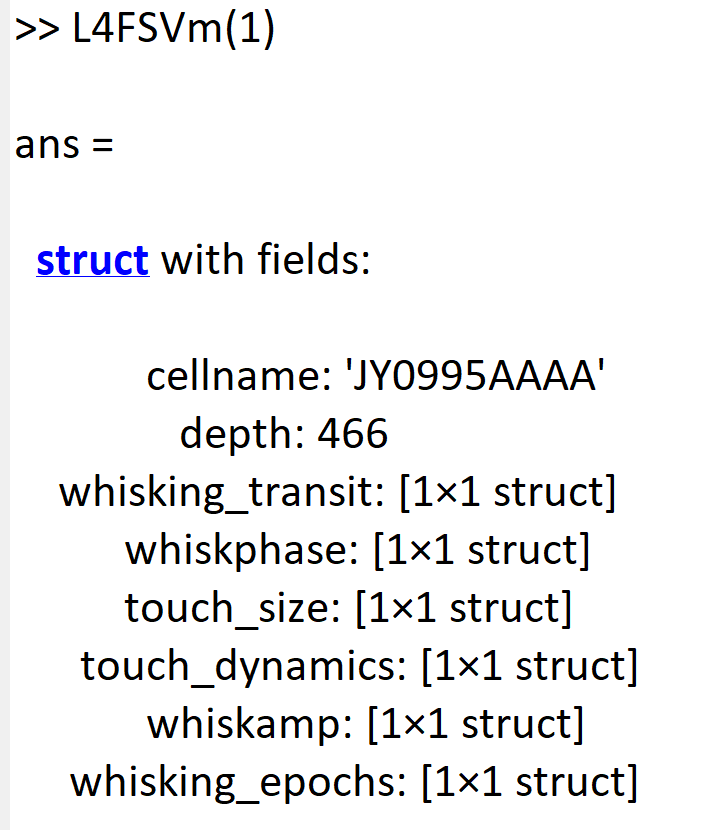 >> L4FSVm(1)
ans =
struct with fields:
cellname: 'JY0995AAAA'
depth: 466
whisking_transit: [1×1 struct]
whiskphase: [1×1 struct]
touch_size: [1×1 struct]
touch_dynamics: [1×1 struct]
whiskamp: [1×1 struct]
whisking_epochs: [1×1 struct]